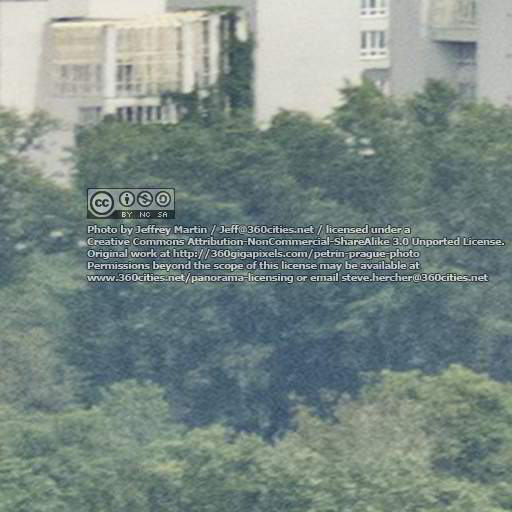 cc BY NC SA
Photo by Jeffrey Martin / Jeff@360cities.net / licensed under a
Creative Commons Attribution-NonCommercial-ShareAlike 3.0 Unported License.
Original work at http://360gigapixels.com/petrin-prague-photo
Permissions beyond the scope of this license may be available at
www.360cities.net/panorama-licensing or email steve.hercher@360cities.net